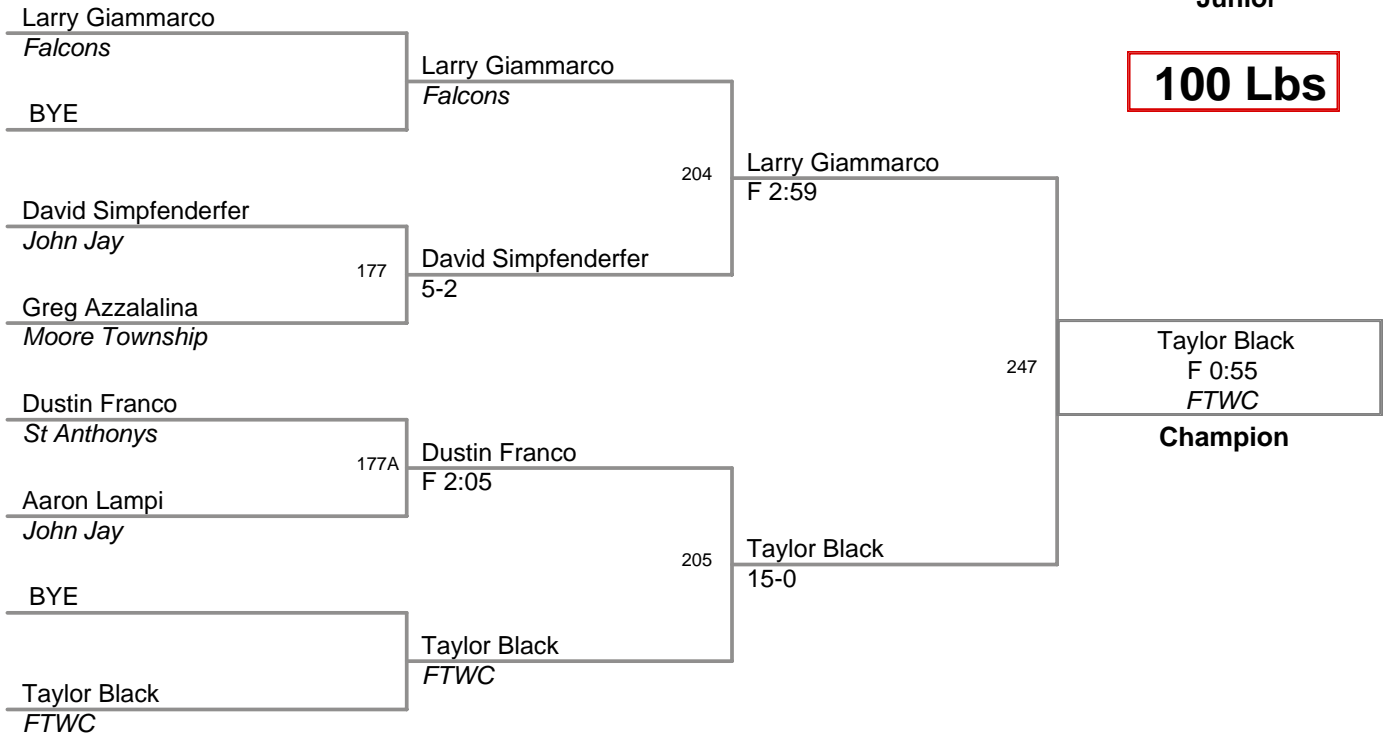 Junior
100 Lbs
Larry Giammarco
Falcons
BYE
David Simpfenderfer
John Jay
177
Greg Azzalalina
Moore Township
Dustin Franco
St Anthonys
177A
Aaron Lampi
John Jay
BYE
Taylor Black
FTWC
Larry Giammarco
Falcons
204
David Simpfenderfer
5-2
Dustin Franco
F 2:05
205
Taylor Black
FTWC
Larry Giammarco
F 2:59
247
Taylor Black
15-0
Taylor Black
F 0:55
FTWC
Champion